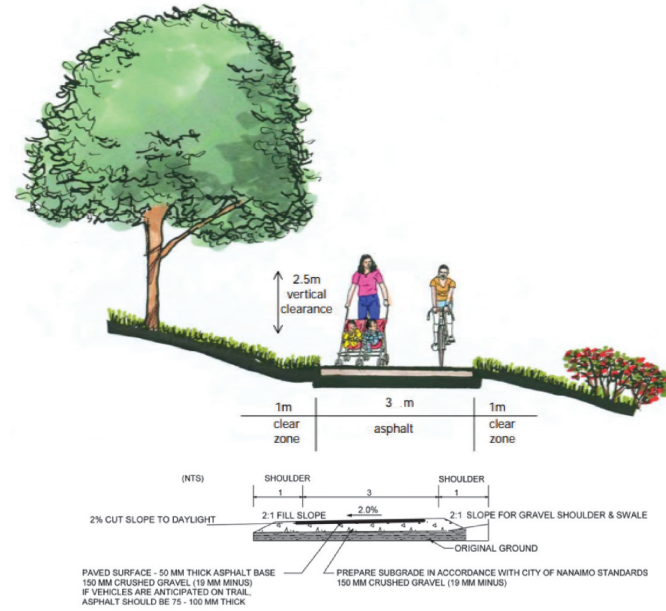 2.5m
vertical
clearance
1m
clear
zone
3 .m
asphalt
1m
clear
zone
(NTS)
SHOULDER
SHOULDER
1
3
1
2% CUT SLOPE TO DAYLIGHT
2:1 FILL SLOPE
2.0%
2:1 SLOPE FOR GRAVEL SHOULDER & SWALE
ORIGINAL GROUND
PAVED SURFACE - 50 MM THICK ASPHALT BASE
150 MM CRUSHED GRAVEL (19 MM MINUS)
IF VEHICLES ARE ANTICIPATED ON TRAIL,
ASPHALT SHOULD BE 75 - 100 MM THICK
PREPARE SUBGRADE IN ACCORDANCE WITH CITY OF NANAIMO STANDARDS
150 MM CRUSHED GRAVEL (19 MM MINUS)